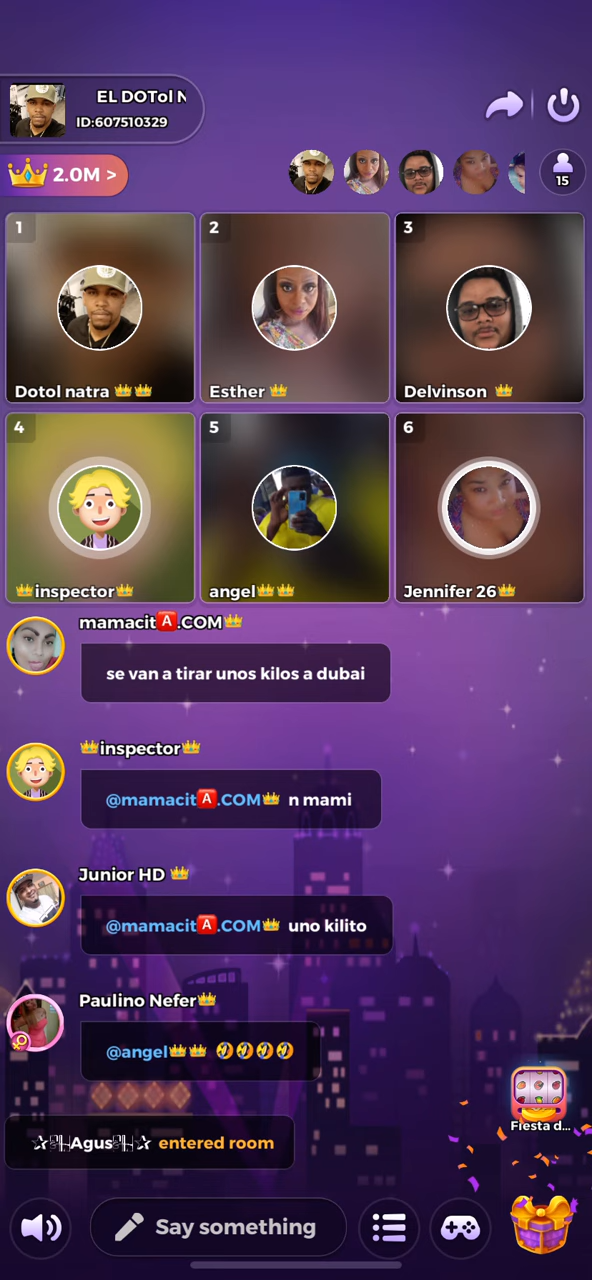 EL DOTol N
ID:607510329
2.0M >
15
1
2
3
Dotol natra
Esther
Delvinson
4
5
6
inspector
angel
Jennifer 26
mamacit🅰.COM
se van a tirar unos kilos a dubai
inspector
@mamacit🅰.COM n mami
Junior HD
@mamacit🅰.COM uno kilito
Paulino Nefer
@angel 🤣🤣🤣🤣
Agus entered room
Fiesta d...
Say something